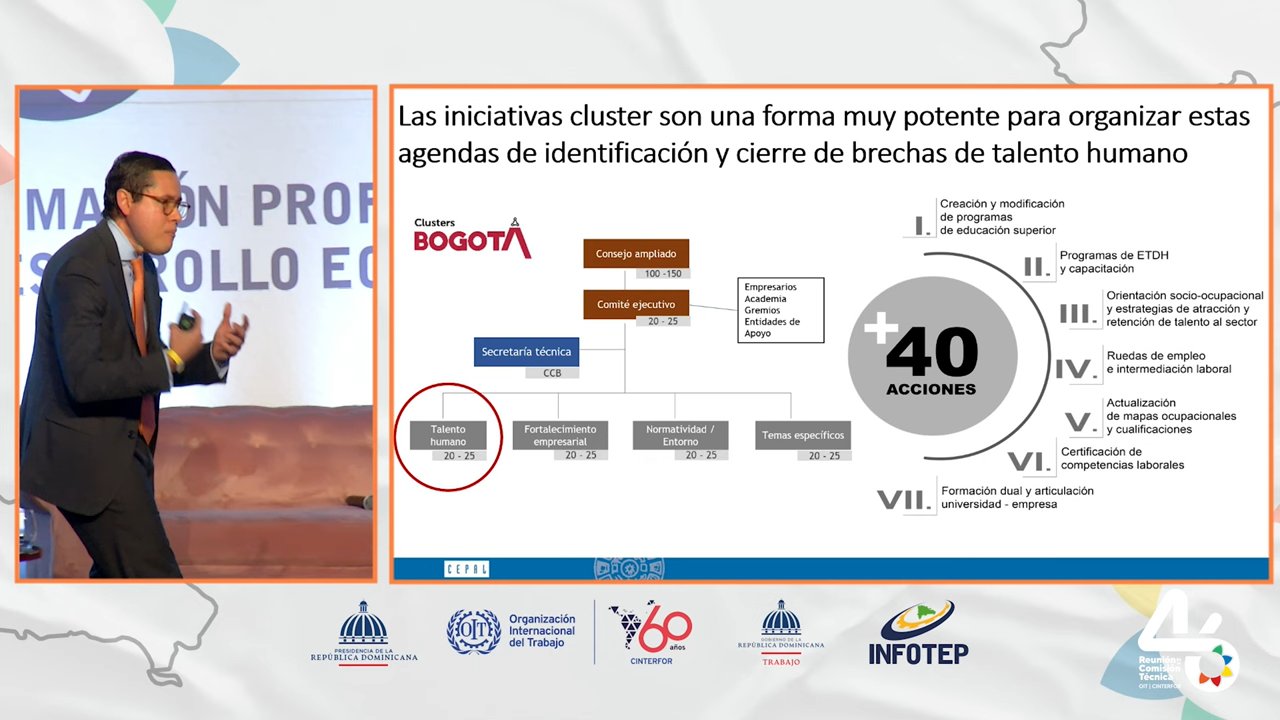 MACIÓN PROF
ESARROLLO EC
Las iniciativas cluster son una forma muy potente para organizar estas
agendas de identificación y cierre de brechas de talento humano
Clusters
BOGOTÁ
Consejo ampliado
100 -150
Comité ejecutivo
20 - 25
Empresarios
Academia
Gremios
Entidades de
Apoyo
Secretaría técnica
CCB
Talento
humano
20 - 25
Fortalecimiento
empresarial
20 - 25
Normatividad /
Entorno
20 - 25
Temas específicos
20 - 25
+40
ACCIONES
I.
Creación y modificación
de programas
de educación superior
II.
Programas de ETDH
y capacitación
III.
Orientación socio-ocupacional
y estrategias de atracción y
retención de talento al sector
IV.
Ruedas de empleo
e intermediación laboral
V.
Actualización
de mapas ocupacionales
y cualificaciones
VI.
Certificación de
competencias laborales
VII.
Formación dual y articulación
universidad - empresa
CEPAL
PRESIDENCIA DE LA
REPÚBLICA DOMINICANA
OIT
Organización
Internacional
del Trabajo
60
años
CINTERFOR
GOBIERNO DE LA
REPÚBLICA DOMINICANA
TRABAJO
INFOTEP
46
Reunión
Comisión
Técnica
OIT | CINTERFOR